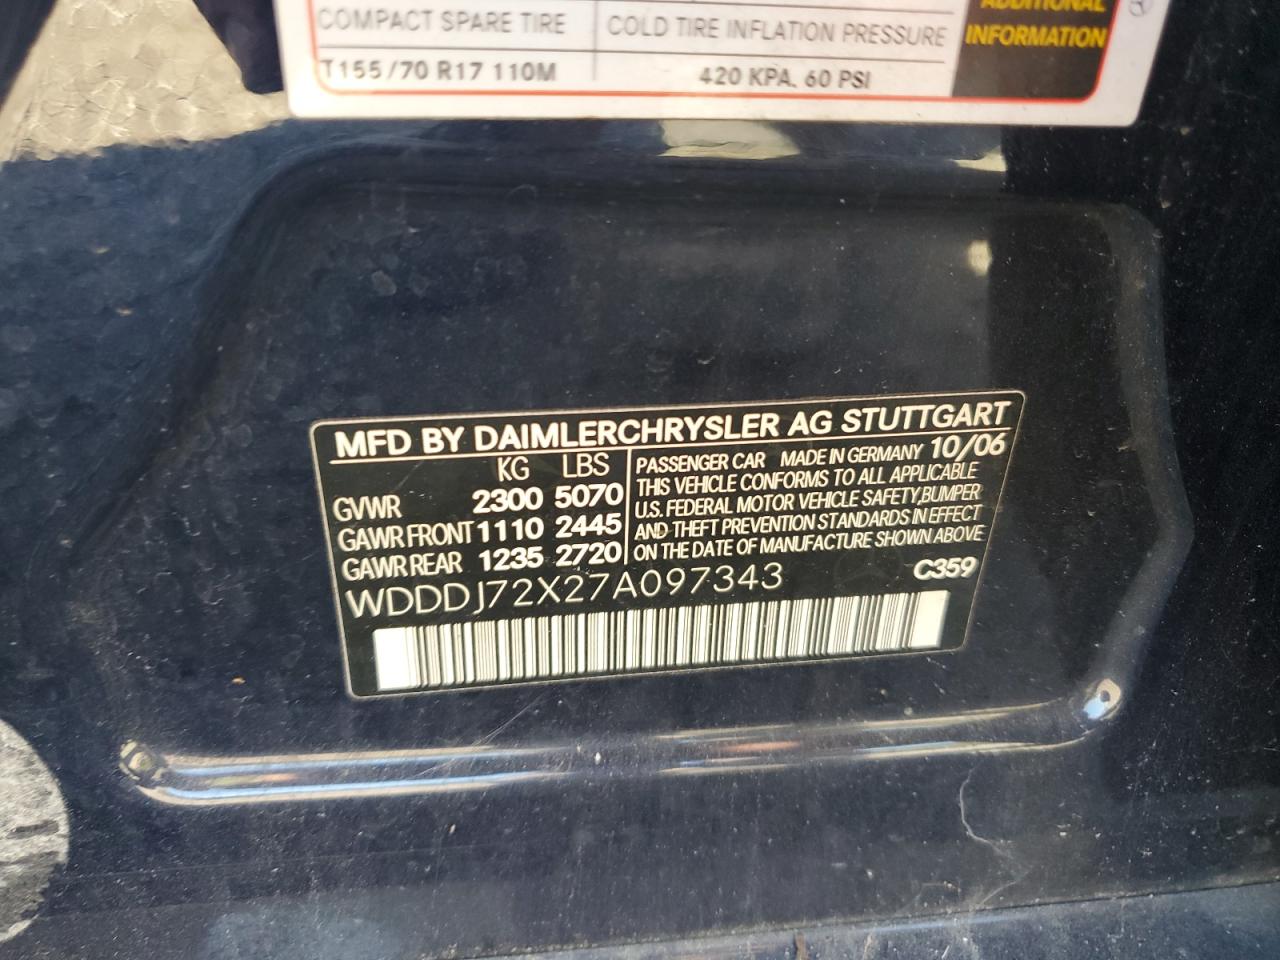 ADDITIONAL
INFORMATION
COMPACT SPARE TIRE COLD TIRE INFLATION PRESSURE
T155/70 R17 110M 420 KPA, 60 PSI
MFD BY DAIMLERCHRYSLER AG STUTTGART
KG LBS
GVWR 2300 5070
GAWR FRONT 1110 2445
GAWR REAR 1235 2720
PASSENGER CAR MADE IN GERMANY 10/06
THIS VEHICLE CONFORMS TO ALL APPLICABLE
U.S. FEDERAL MOTOR VEHICLE SAFETY,BUMPER
AND THEFT PREVENTION STANDARDS IN EFFECT
ON THE DATE OF MANUFACTURE SHOWN ABOVE
WDDDJ72X27A097343 C359